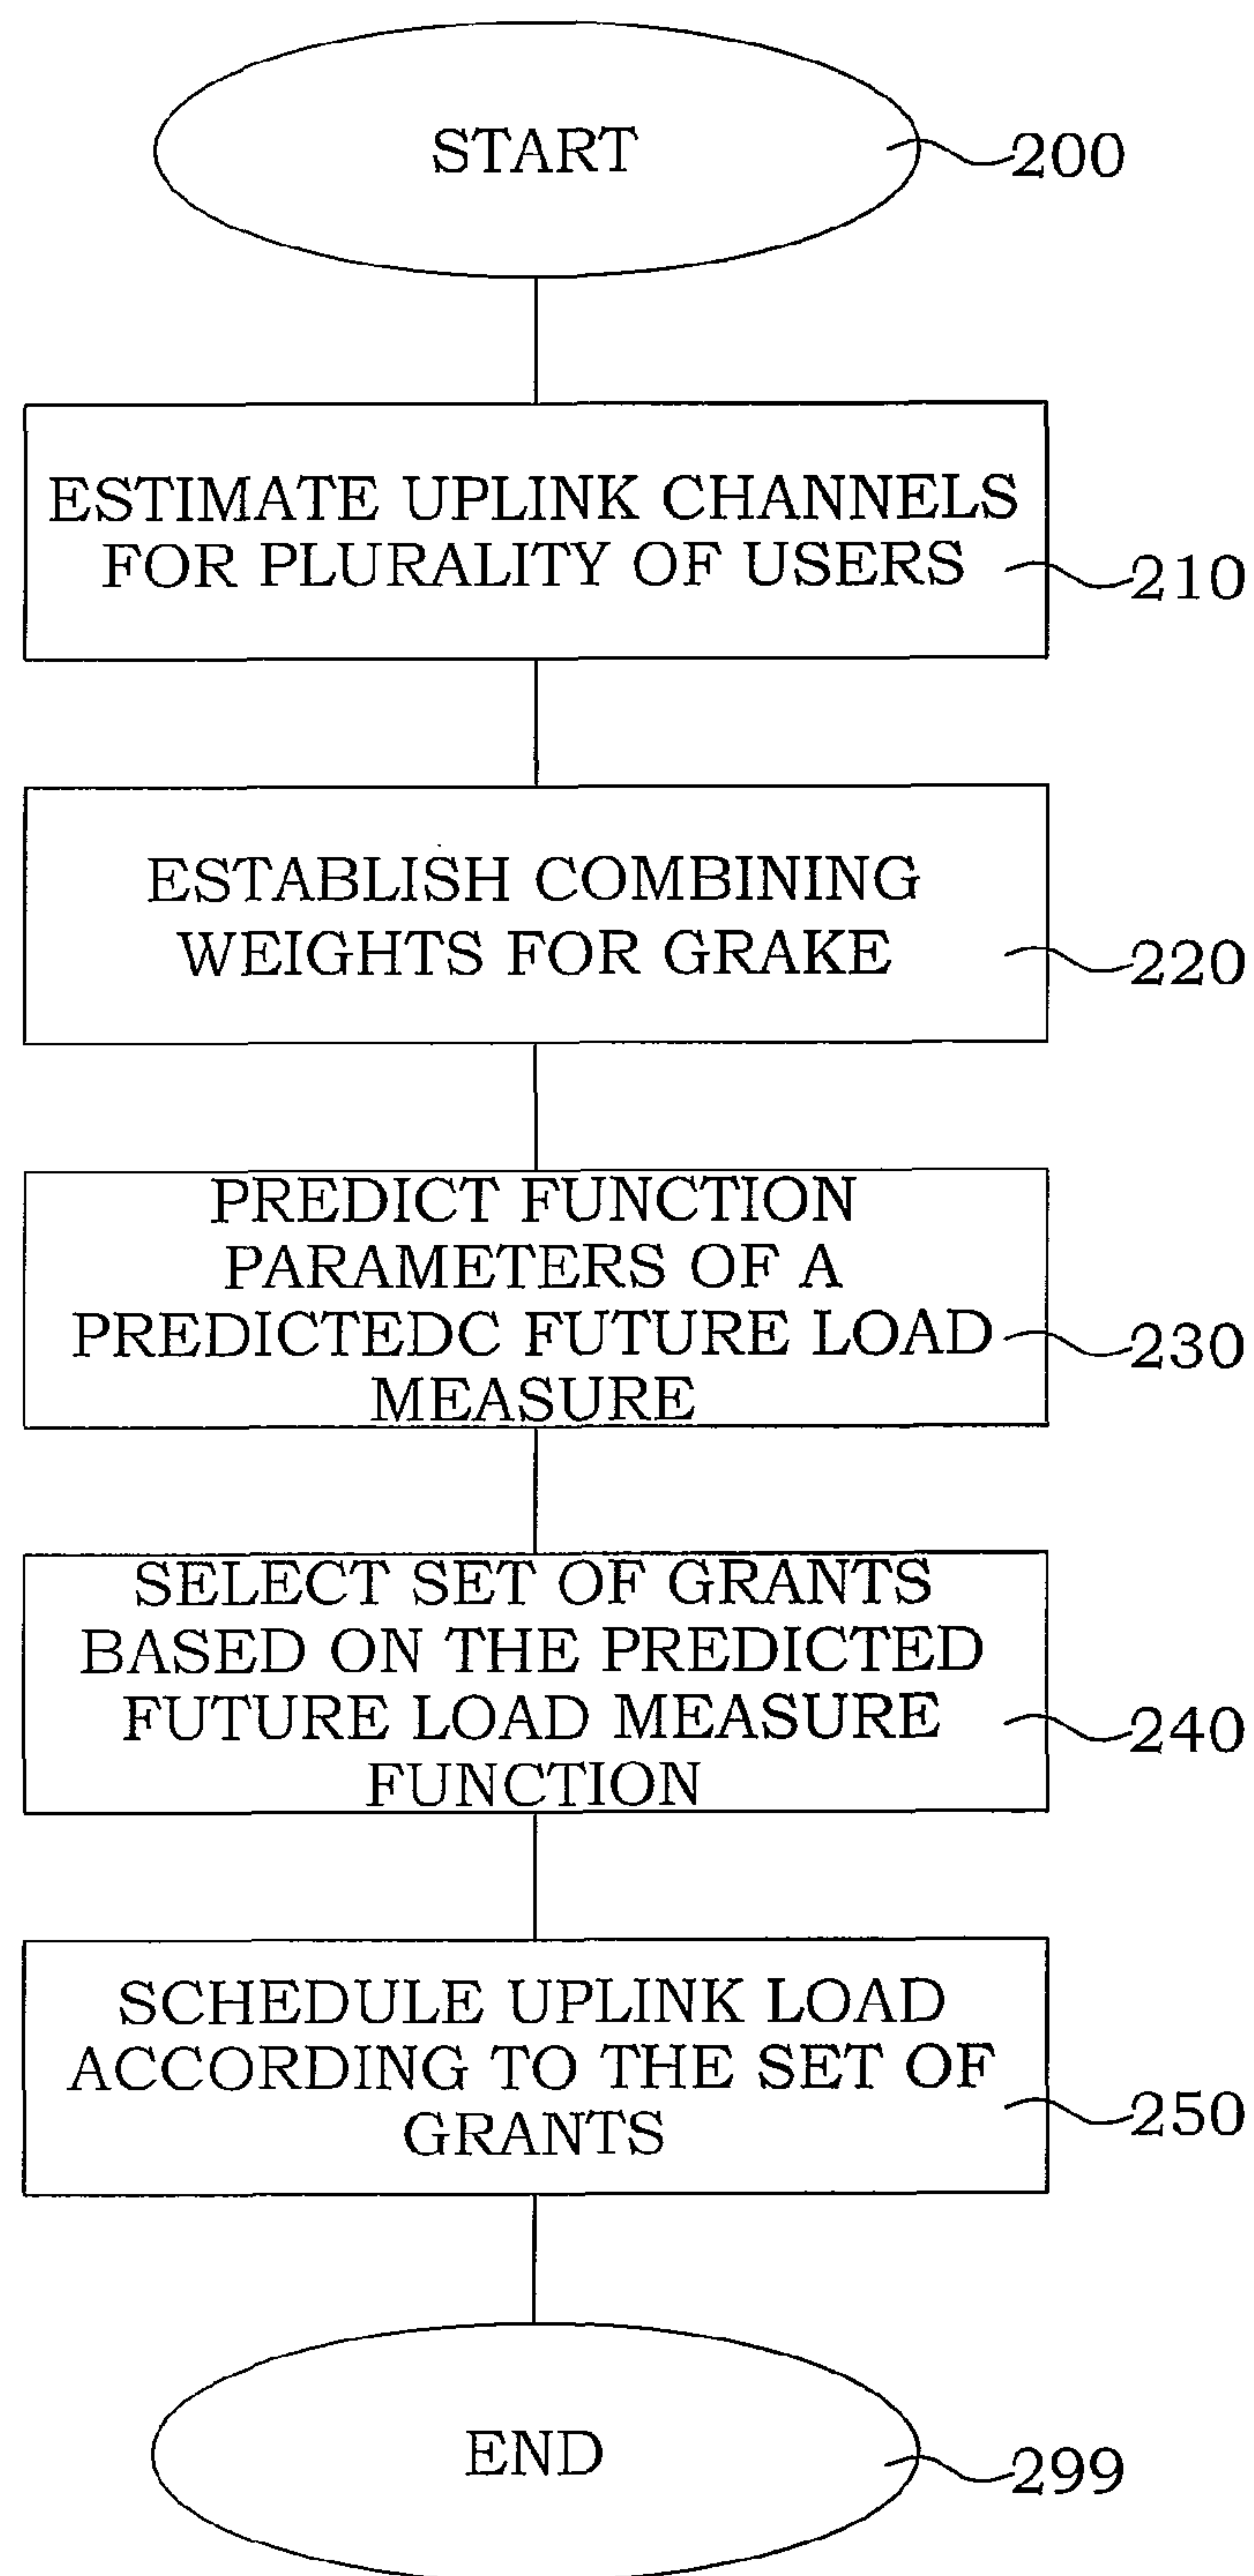 START
200
ESTIMATE UPLINK CHANNELS
FOR PLURALITY OF USERS
210
ESTABLISH COMBINING
WEIGHTS FOR GRAKE
220
PREDICT FUNCTION
PARAMETERS OF A
PREDICTEDC FUTURE LOAD
MEASURE
230
SELECT SET OF GRANTS
BASED ON THE PREDICTED
FUTURE LOAD MEASURE
FUNCTION
240
SCHEDULE UPLINK LOAD
ACCORDING TO THE SET OF
GRANTS
250
END
299